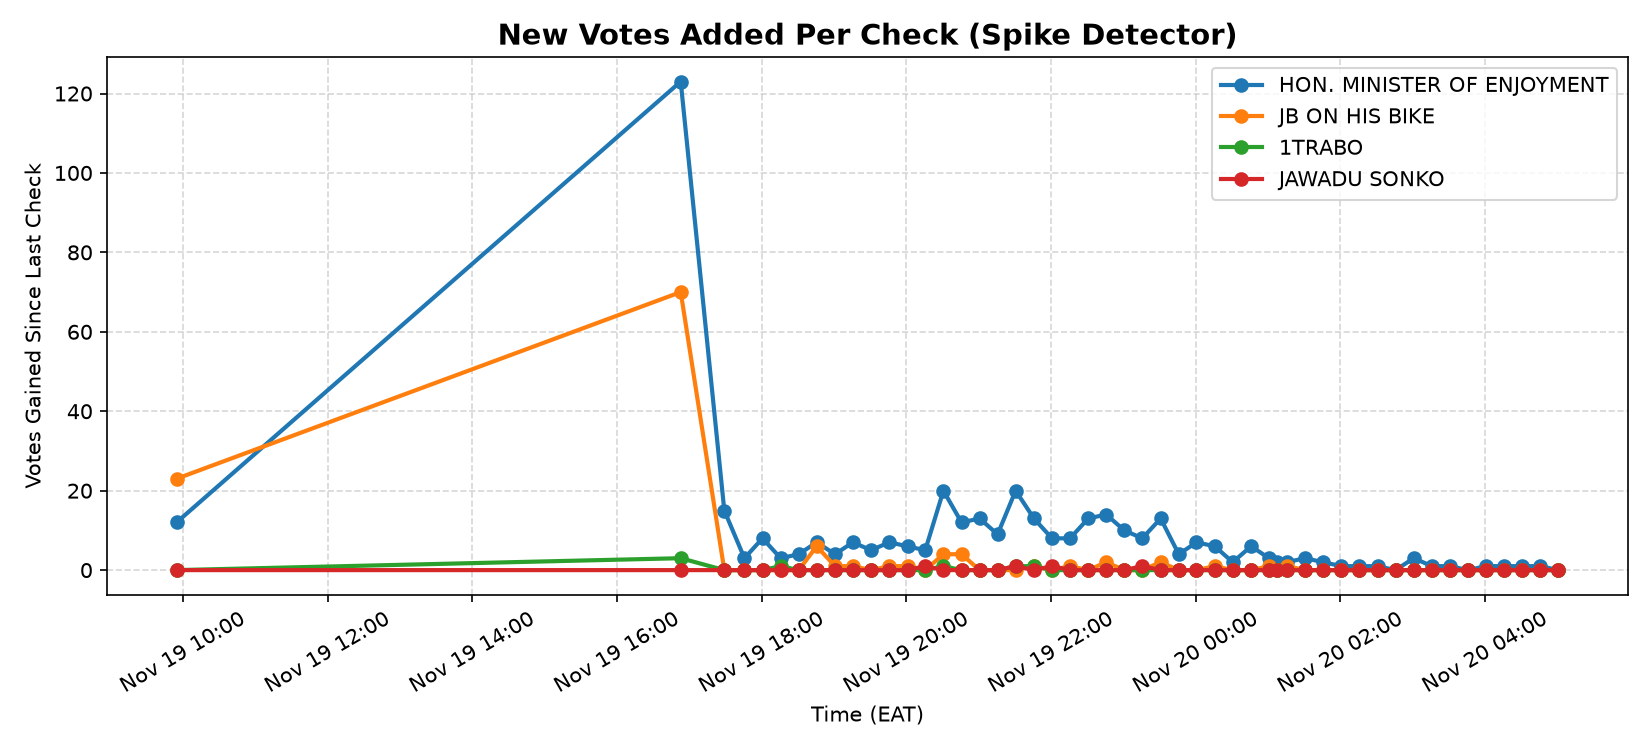 New Votes Added Per Check (Spike Detector)
HON. MINISTER OF ENJOYMENT
JB ON HIS BIKE
1TRABO
JAWADU SONKO
Votes Gained Since Last Check
120
100
80
60
40
20
0
Nov 19 10:00
Nov 19 12:00
Nov 19 14:00
Nov 19 16:00
Nov 19 18:00
Nov 19 20:00
Nov 19 22:00
Nov 20 00:00
Nov 20 02:00
Nov 20 04:00
Time (EAT)